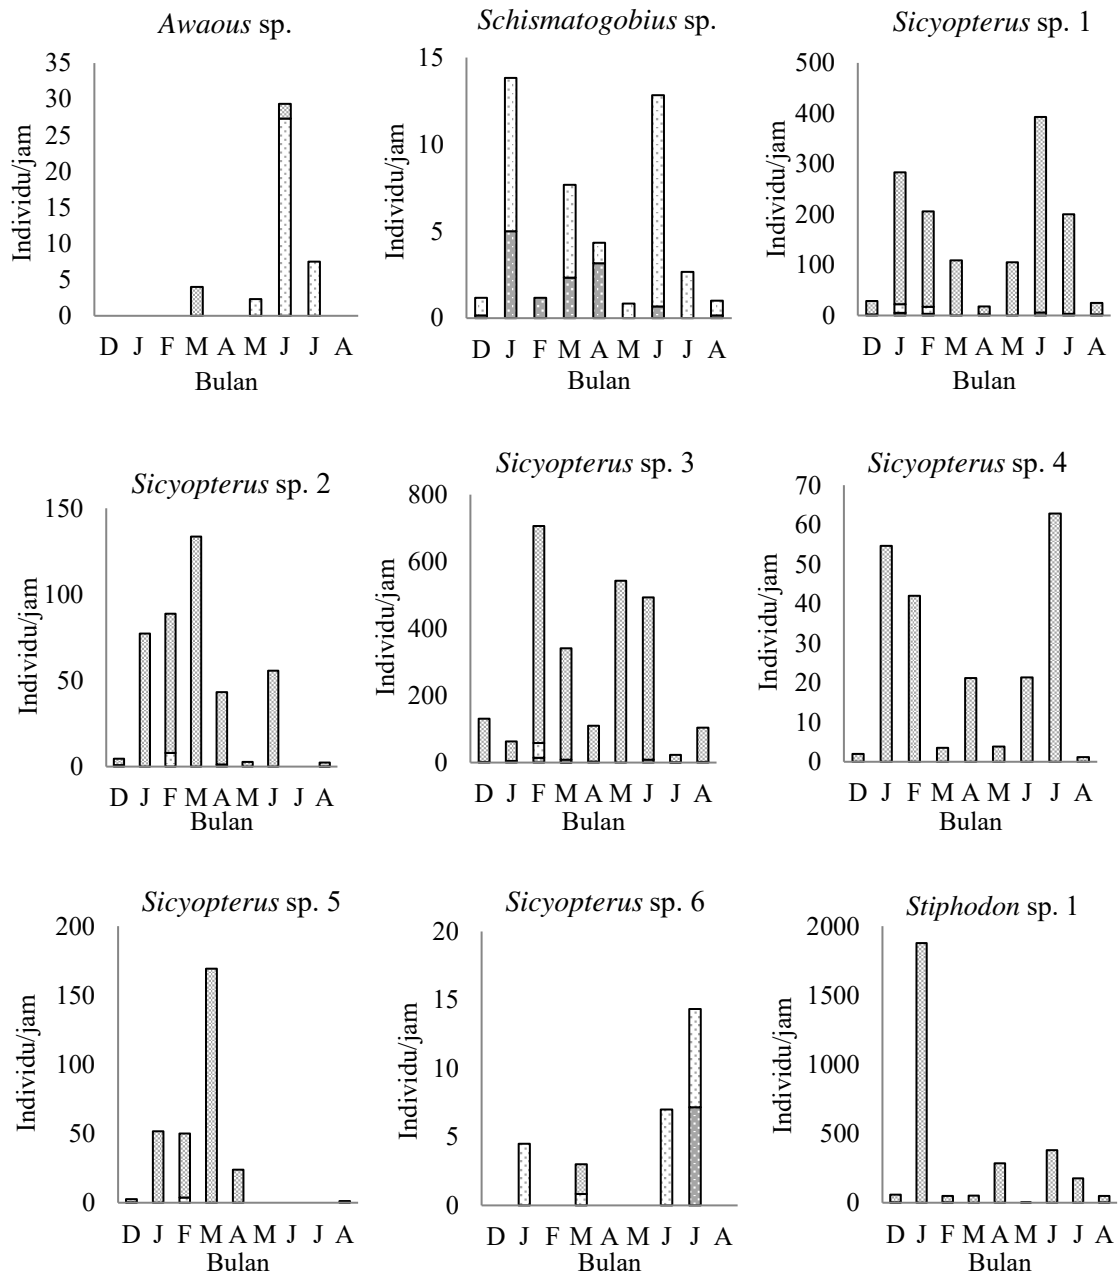 Awaous sp.
Individu/jam
35
30
25
20
15
10
5
0
D J F M A M J J A
Bulan
Schismatogobius sp.
Individu/jam
15
10
5
0
D J F M A M J J A
Bulan
Sicyopterus sp. 1
Individu/jam
500
400
300
200
100
0
D J F M A M J J A
Bulan
Sicyopterus sp. 2
Individu/jam
150
100
50
0
D J F M A M J J A
Bulan
Sicyopterus sp. 3
Individu/jam
800
600
400
200
0
D J F M A M J J A
Bulan
Sicyopterus sp. 4
Individu/jam
70
60
50
40
30
20
10
0
D J F M A M J J A
Bulan
Sicyopterus sp. 5
Individu/jam
200
150
100
50
0
D J F M A M J J A
Bulan
Sicyopterus sp. 6
Individu/jam
20
15
10
5
0
D J F M A M J J A
Bulan
Stiphodon sp. 1
Individu/jam
2000
1500
1000
500
0
D J F M A M J J A
Bulan